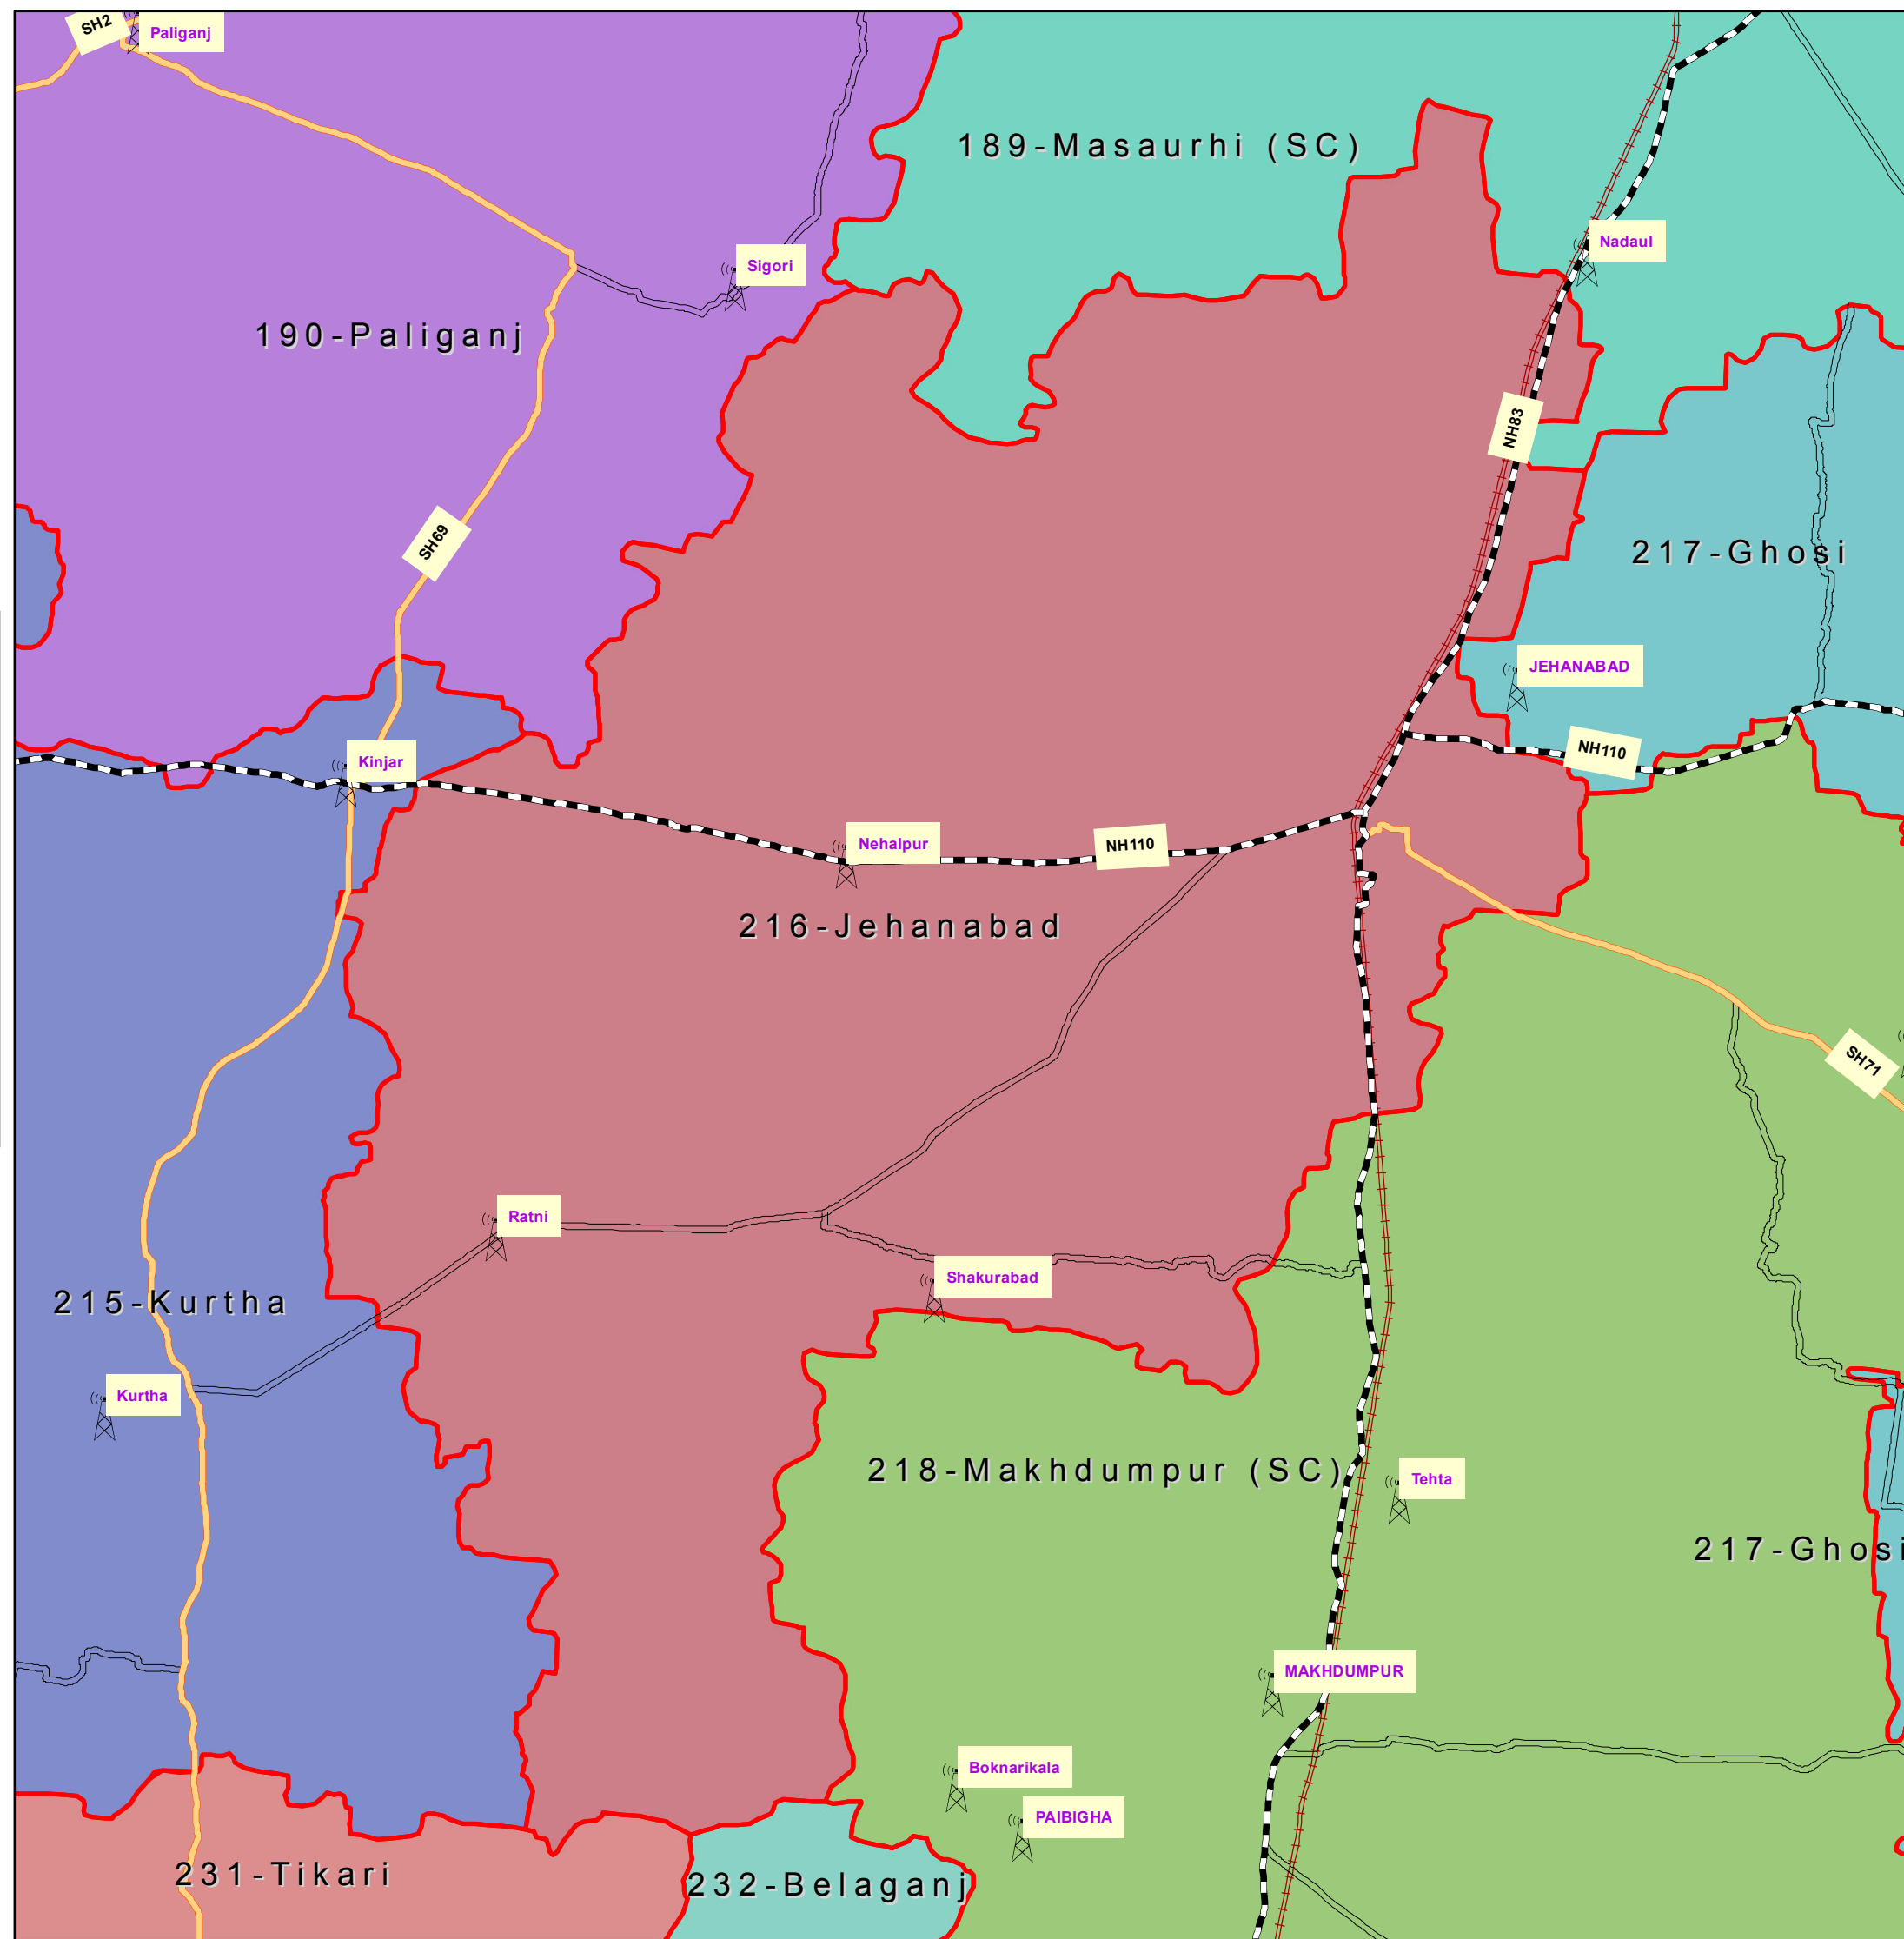 SH2
Paliganj
189-Masaurhi (SC)
Nadaul
Sigori
190-Paliganj
NH83
SH69
217-Ghosi
JEHANABAD
Kinjar
NH110
Nehalpur
NH110
216-Jehanabad
SH71
Ratni
Shakurabad
215-Kurtha
Kurtha
218-Makhdumpur (SC)
Tehta
217-Ghosi
MAKHDUMPUR
Boknarikala
PAIBIGHA
231-Tikari
232-Belaganj